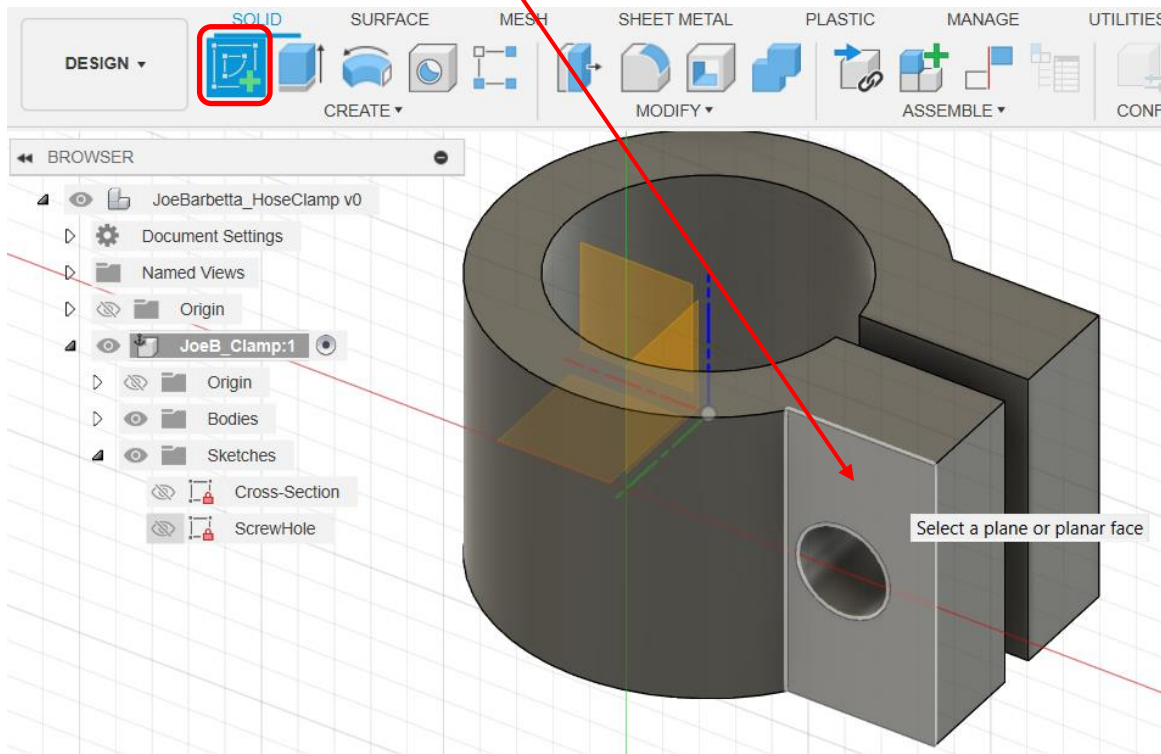 SOLID SURFACE MESH SHEET METAL PLASTIC MANAGE UTILITIES
DESIGN ▾
CREATE ▾ MODIFY ▾ ASSEMBLE ▾ CONF
BROWSER
JoeBarbetta_HoseClamp v0
Document Settings
Named Views
Origin
JoeB_Clamp:1
Origin
Bodies
Sketches
Cross-Section
ScrewHole
Select a plane or planar face